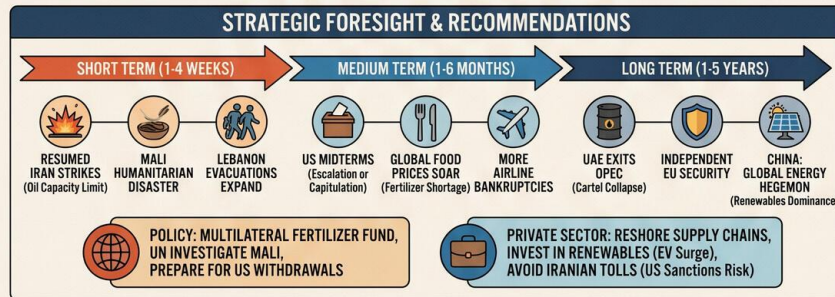 STRATEGIC FORESIGHT & RECOMMENDATIONS
SHORT TERM (1-4 WEEKS)
MEDIUM TERM (1-6 MONTHS)
LONG TERM (1-5 YEARS)
RESUMED
IRAN STRIKES
(Oil Capacity Limit)
MALI
HUMANITARIAN
DISASTER
LEBANON
EVACUATIONS
EXPAND
US MIDTERMS
(Escalation or
Capitulation)
GLOBAL FOOD
PRICES SOAR
(Fertilizer Shortage)
MORE
AIRLINE
BANKRUPTCIES
UAE EXITS
OPEC
(Cartel Collapse)
INDEPENDENT
EU SECURITY
CHINA:
GLOBAL ENERGY
HEGEMON
(Renewables Dominance
POLICY: MULTILATERAL FERTILIZER FUND,
UN INVESTIGATE MALI,
PREPARE FOR US WITHDRAWALS
PRIVATE SECTOR: RESHORE SUPPLY CHAINS,
INVEST IN RENEWABLES (EV Surge),
AVOID IRANIAN TOLLS (US Sanctions Risk)